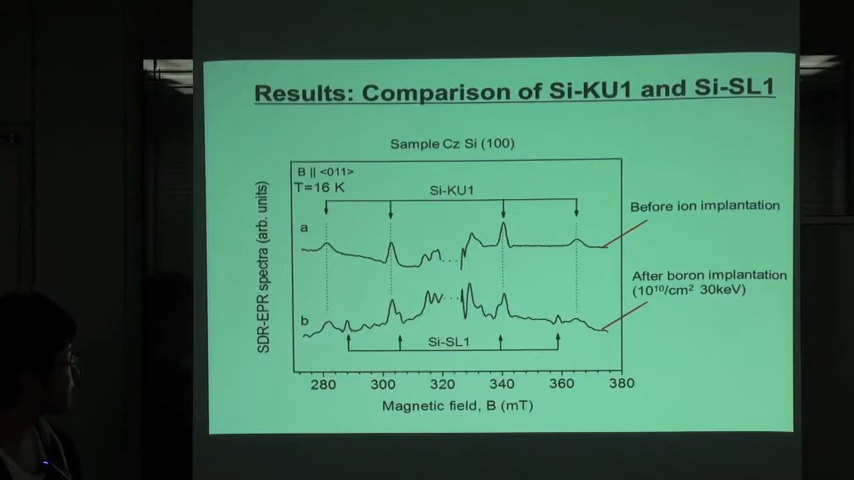 Results: Comparison of Si-KU1 and Si-SL1
Sample Cz Si (100)
B || <011>
T=16 K
Si-KU1
a
Before ion implantation
After boron implantation
(10¹⁰/cm² 30keV)
b
Si-SL1
SDR-EPR spectra (arb. units)
280 300 320 340 360 380
Magnetic field, B (mT)